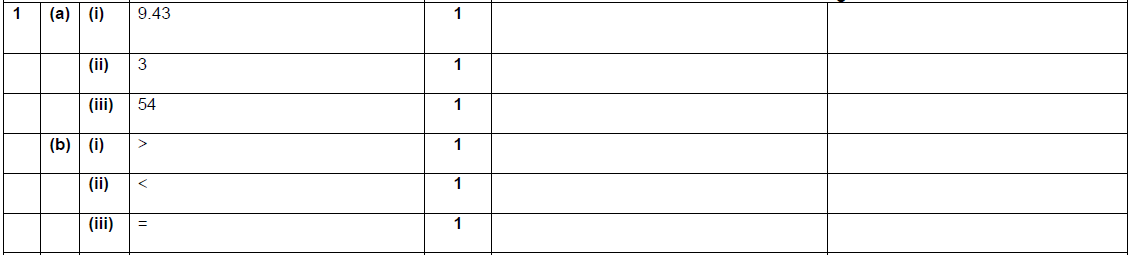 1 (a) (i) 9.43 1
(ii) 3 1
(iii) 54 1
(b) (i) > 1
(ii) < 1
(iii) = 1